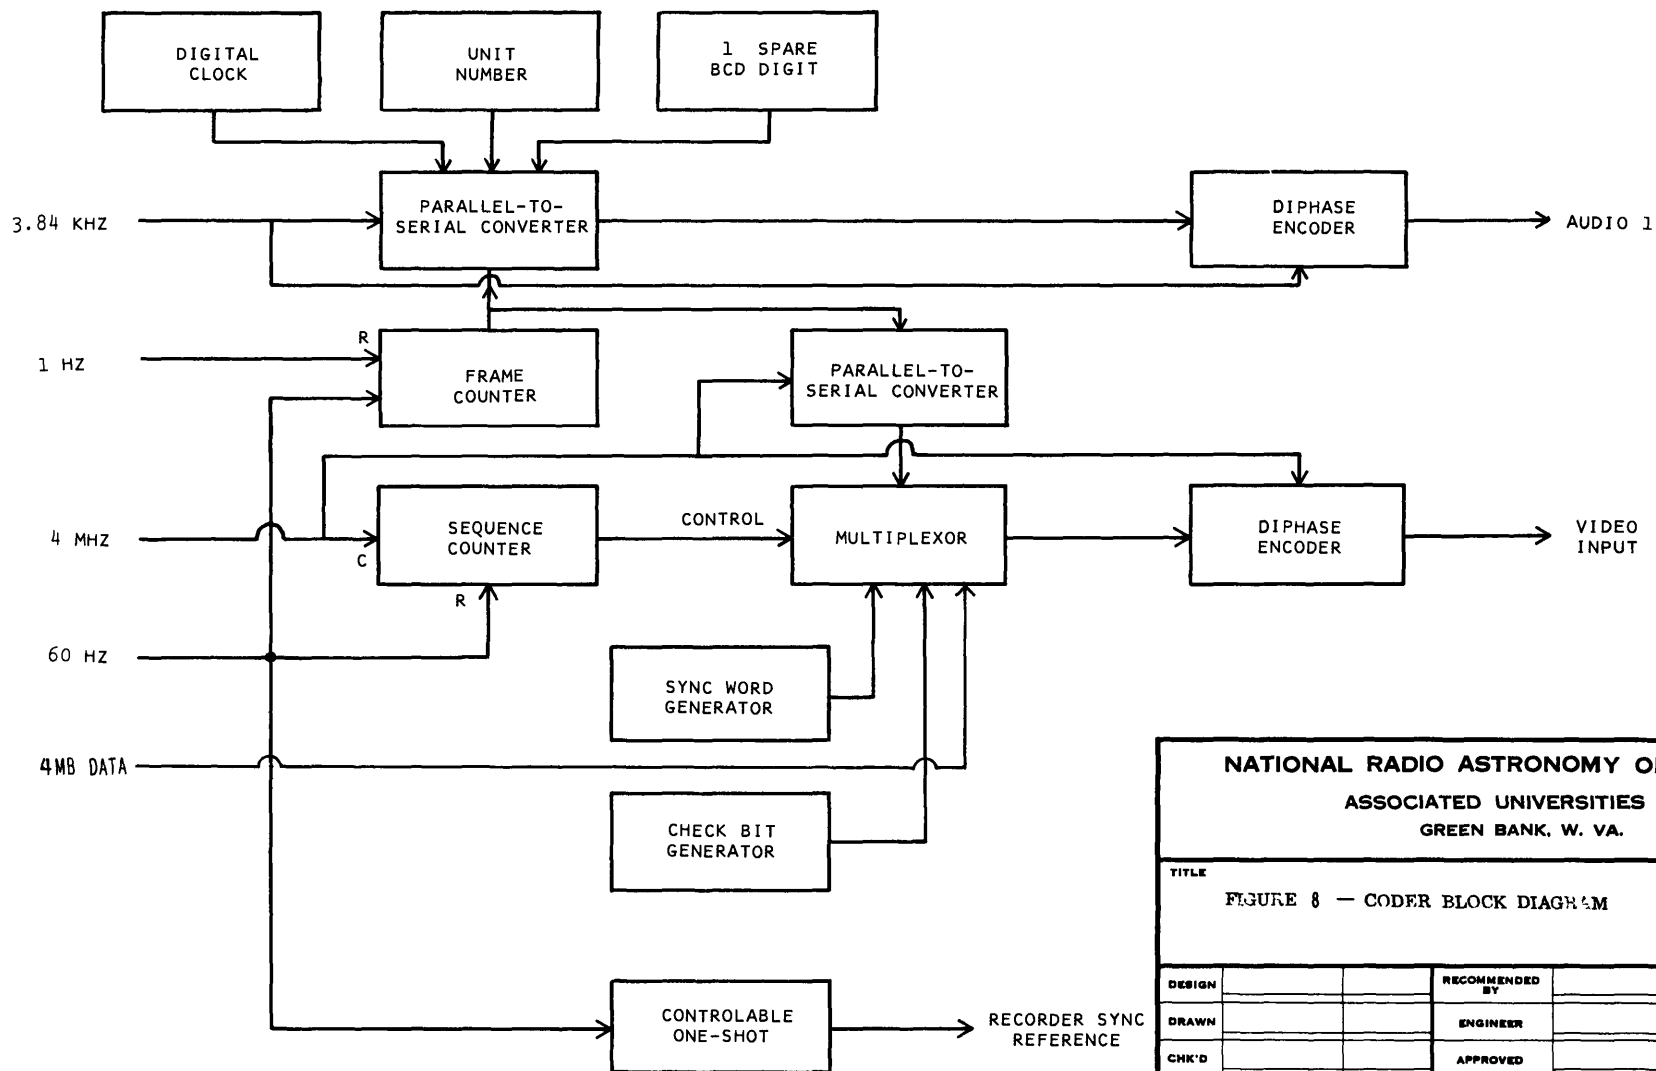 DIGITAL
CLOCK
UNIT
NUMBER
1 SPARE
BCD DIGIT
3.84 KHZ
PARALLEL-TO-
SERIAL CONVERTER
DIPHASE
ENCODER
AUDIO 1
1 HZ
R
FRAME
COUNTER
PARALLEL-TO-
SERIAL CONVERTER
4 MHZ
C
SEQUENCE
COUNTER
R
CONTROL
MULTIPLEXOR
DIPHASE
ENCODER
VIDEO
INPUT
60 HZ
SYNC WORD
GENERATOR
4MB DATA
CHECK BIT
GENERATOR
CONTROLABLE
ONE-SHOT
RECORDER SYNC
REFERENCE
NATIONAL RADIO ASTRONOMY
ASSOCIATED UNIVERSITIES
GREEN BANK, W. VA.
TITLE
FIGURE 8 — CODER BLOCK DIAGRAM
DESIGN
RECOMMENDED
BY
DRAWN
ENGINEER
CHK'D
APPROVED